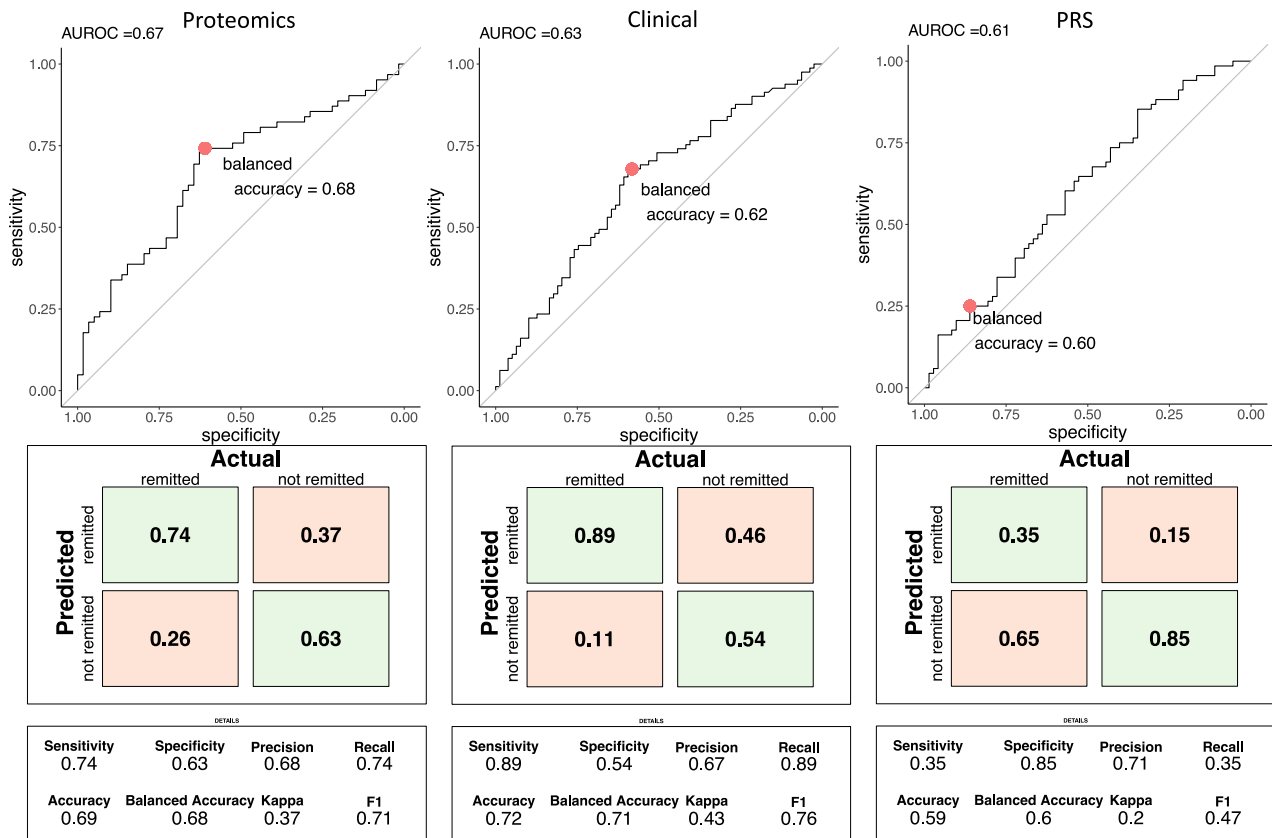 Proteomics
AUROC =0.67
1.00
0.75
0.50
0.25
0.00
sensitivity
balanced
accuracy = 0.68
1.00
0.75
0.50
0.25
0.00
specificity
Clinical
AUROC =0.63
1.00
0.75
0.50
0.25
0.00
sensitivity
balanced
accuracy = 0.62
1.00
0.75
0.50
0.25
0.00
specificity
PRS
AUROC =0.61
1.00
0.75
0.50
0.25
0.00
sensitivity
balanced
accuracy = 0.60
1.00
0.75
0.50
0.25
0.00
specificity
Actual
remitted not remitted
Predicted
remitted
not remitted
0.74 0.37
0.26 0.63
Actual
remitted not remitted
Predicted
remitted
not remitted
0.89 0.46
0.11 0.54
Actual
remitted not remitted
Predicted
remitted
not remitted
0.35 0.15
0.65 0.85
DETAILS
Sensitivity Specificity Precision Recall
0.74 0.63 0.68 0.74
Accuracy Balanced Accuracy Kappa F1
0.69 0.68 0.37 0.71
DETAILS
Sensitivity Specificity Precision Recall
0.89 0.54 0.67 0.89
Accuracy Balanced Accuracy Kappa F1
0.72 0.71 0.43 0.76
DETAILS
Sensitivity Specificity Precision Recall
0.35 0.85 0.71 0.35
Accuracy Balanced Accuracy Kappa F1
0.59 0.6 0.2 0.47